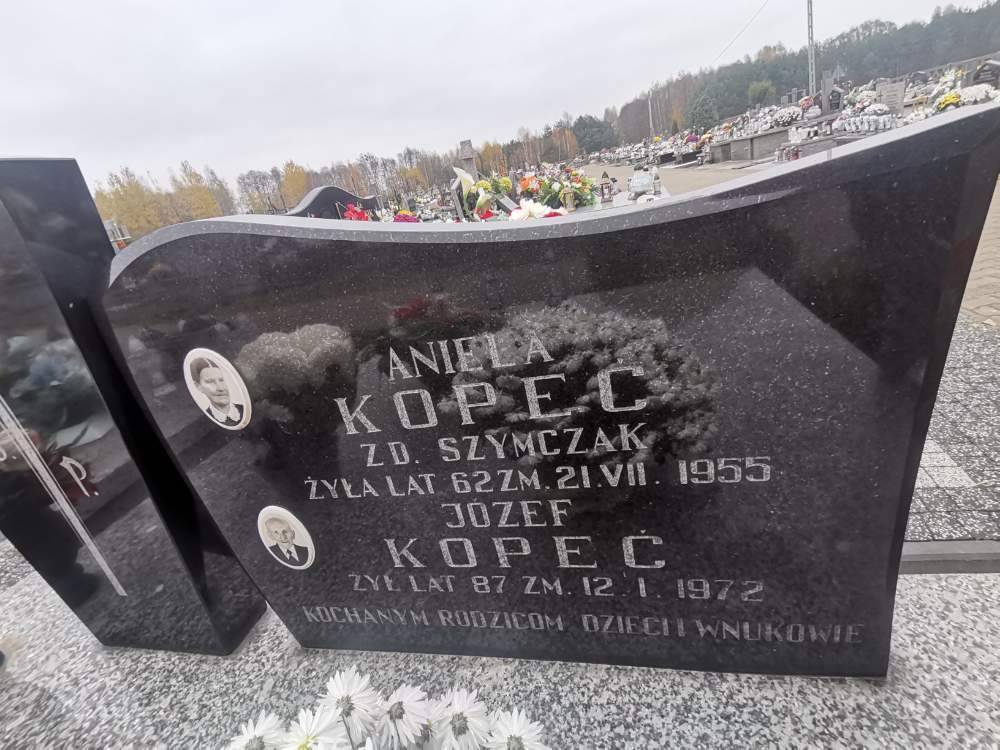 Ś. P.
ANIELA
KOPEĆ
ZD. SZYMCZAK
ŻYŁA LAT 62 ZM. 21.VII. 1955
JÓZEF
KOPEĆ
ŻYŁ LAT 87 ZM. 12.I.1972
KOCHANYM RODZICOM DZIECI I WNUKOWIE